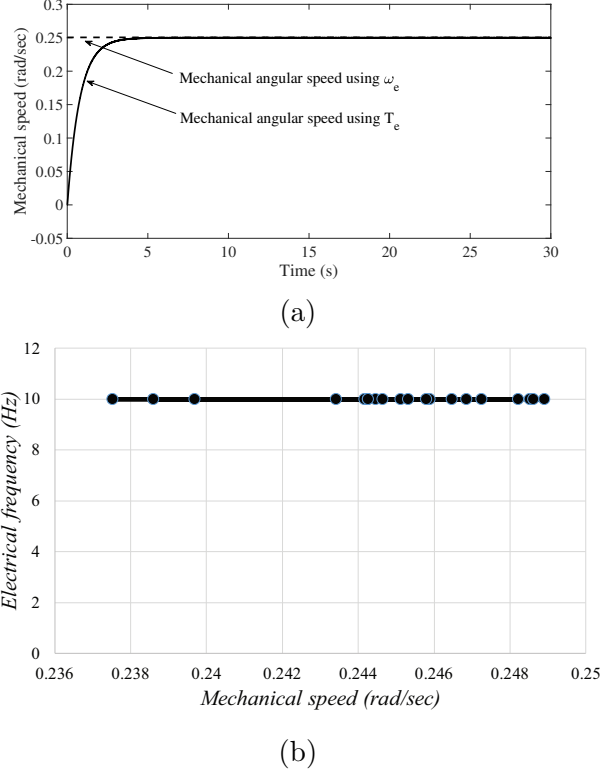 0.3
0.25
0.2
0.15
0.1
0.05
0
-0.05
Mechanical speed (rad/sec)
Mechanical angular speed using ωe
Mechanical angular speed using Te
0 5 10 15 20 25 30
Time (s)
(a)
12
10
8
6
4
2
0
Electrical frequency (Hz)
0.236 0.238 0.24 0.242 0.244 0.246 0.248 0.25
Mechanical speed (rad/sec)
(b)